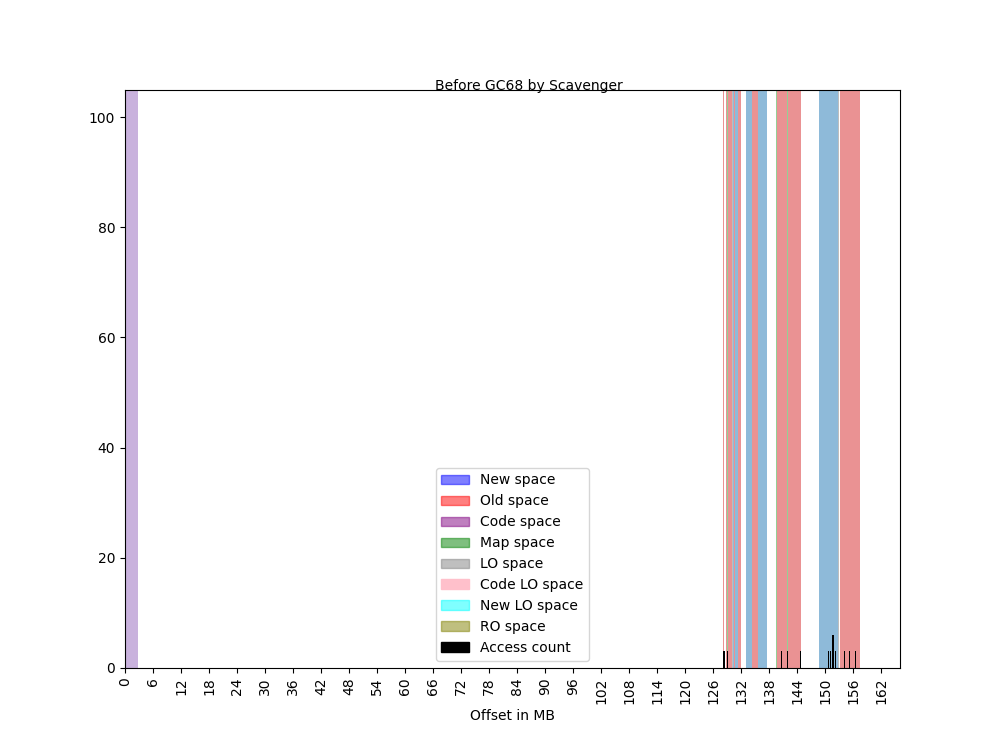 Before GC68 by Scavenger
100
80
60
40
20
0
New space
Old space
Code space
Map space
LO space
Code LO space
New LO space
RO space
Access count
0 6 12 18 24 30 36 42 48 54 60 66 72 78 84 90 96 102 108 114 120 126 132 138 144 150 156 162
Offset in MB